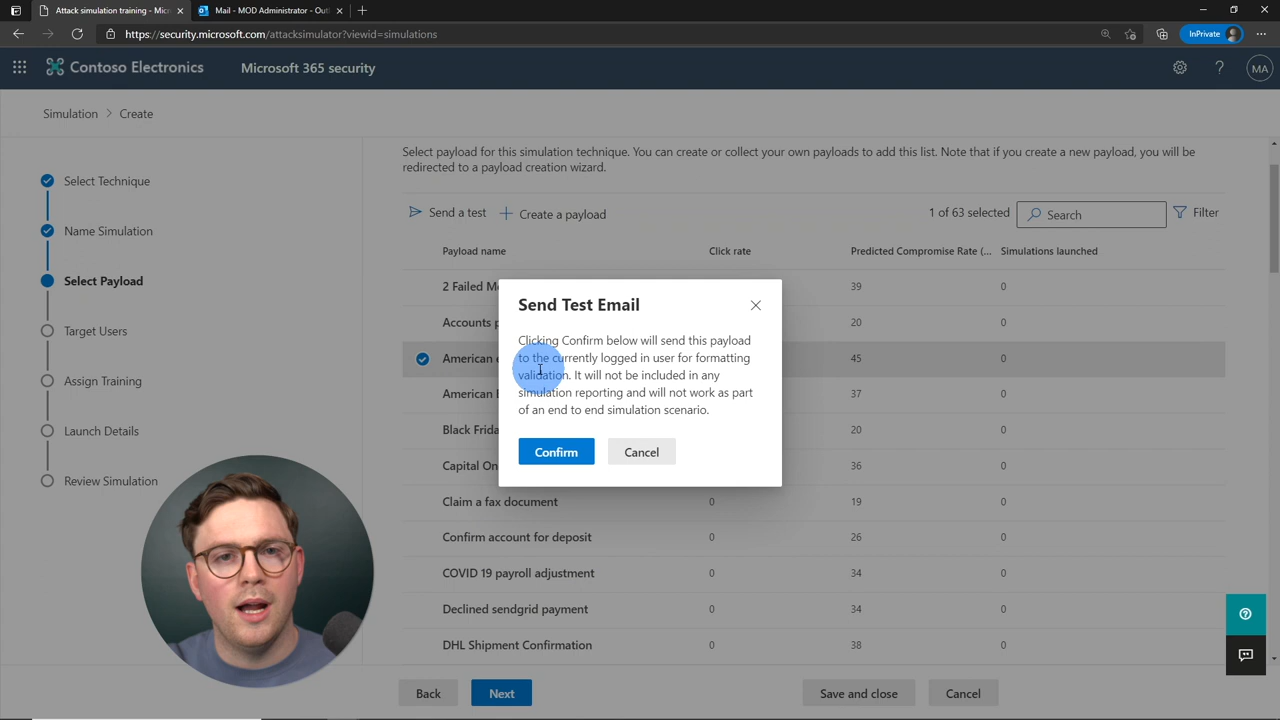 Attack simulation training - Micr
Mail - MOD Administrator - Outl
https://security.microsoft.com/attacksimulator?viewid=simulations
InPrivate
Contoso Electronics
Microsoft 365 security
MA
Simulation > Create
Select Technique
Name Simulation
Select Payload
Target Users
Assign Training
Launch Details
Review Simulation
Select payload for this simulation technique. You can create or collect your own payloads to add this list. Note that if you create a new payload, you will be
redirected to a payload creation wizard.
Send a test
Create a payload
1 of 63 selected
Search
Filter
Payload name Click rate Predicted Compromise Rate (... Simulations launched
2 Failed M 39 0
Accounts p 20 0
American e 45 0
American E 37 0
Black Frida 20 0
Capital On 36 0
Claim a fax document 0 19 0
Confirm account for deposit 0 26 0
COVID 19 payroll adjustment 0 34 0
Declined sendgrid payment 0 34 0
DHL Shipment Confirmation 0 38 0
Send Test Email
Clicking Confirm below will send this payload
to the currently logged in user for formatting
validation. It will not be included in any
simulation reporting and will not work as part
of an end to end simulation scenario.
Confirm
Cancel
Back
Next
Save and close
Cancel